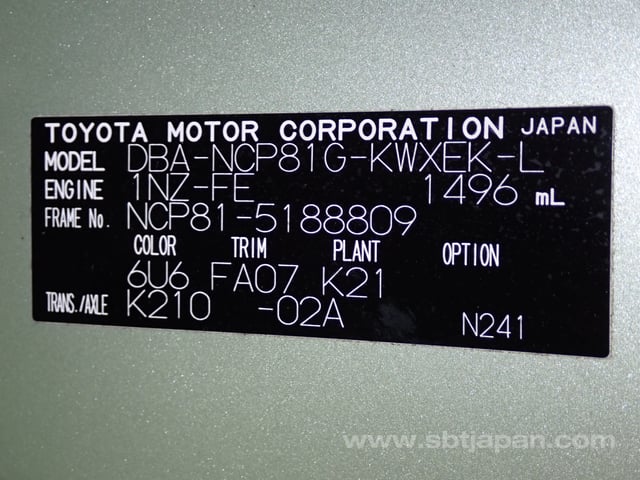 TOYOTA MOTOR CORPORATION JAPAN
MODEL DBA-NCP81G-KWXEK-L
ENGINE 1NZ-FE 1496 mL
FRAME No. NCP81-5188809
COLOR TRIM PLANT OPTION
6U6 FA07 K21
TRANS./AXLE K210 -02A N241
www.sbtjapan.com